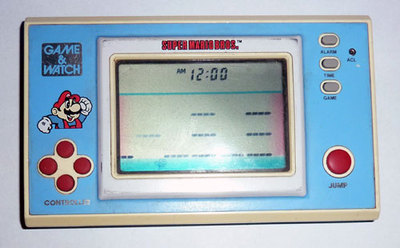 GAME
&
WATCH
SUPER MARIO BROS.™
AM 12:00
ALARM
ACL
TIME
GAME
CONTROLLER
JUMP